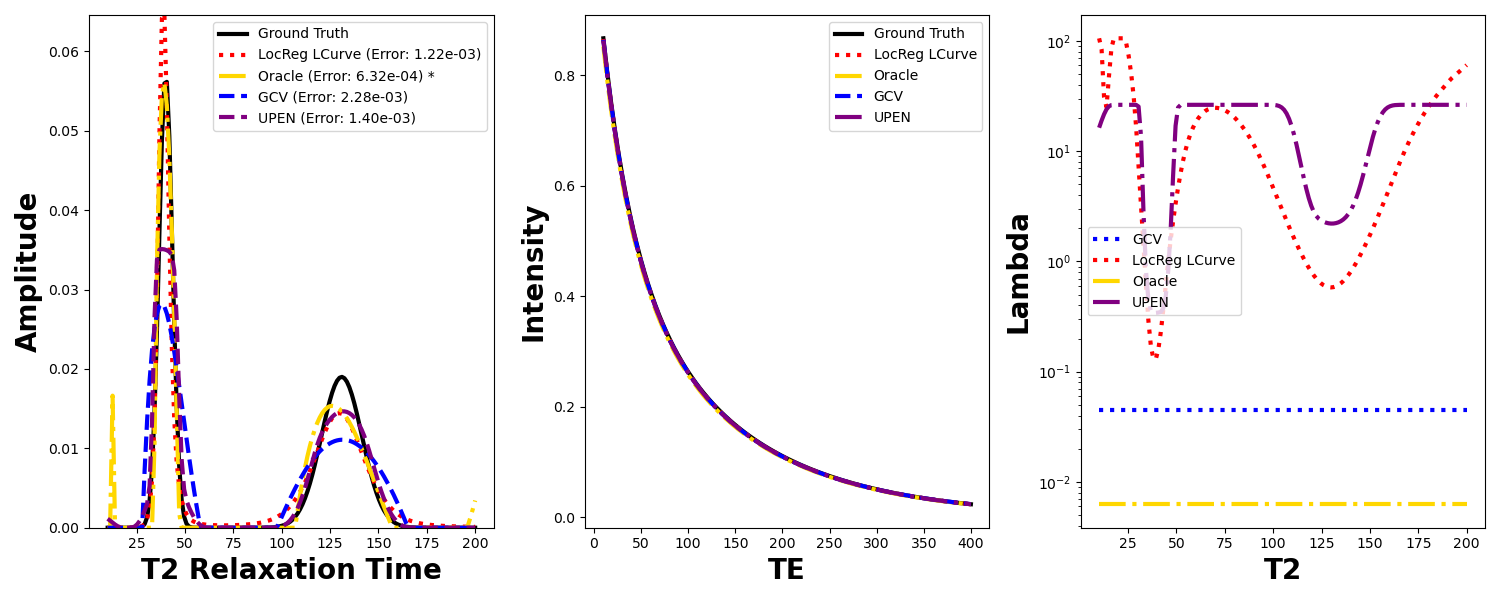 Amplitude
0.06
0.05
0.04
0.03
0.02
0.01
0.00
Ground Truth
LocReg LCurve (Error: 1.22e-03)
Oracle (Error: 6.32e-04) *
GCV (Error: 2.28e-03)
UPEN (Error: 1.40e-03)
25 50 75 100 125 150 175 200
T2 Relaxation Time
Intensity
0.8
0.6
0.4
0.2
0.0
Ground Truth
LocReg LCurve
Oracle
GCV
UPEN
0 50 100 150 200 250 300 350 400
TE
Lambda
10²
10¹
10⁰
10⁻¹
10⁻²
GCV
LocReg LCurve
Oracle
UPEN
25 50 75 100 125 150 175 200
T2